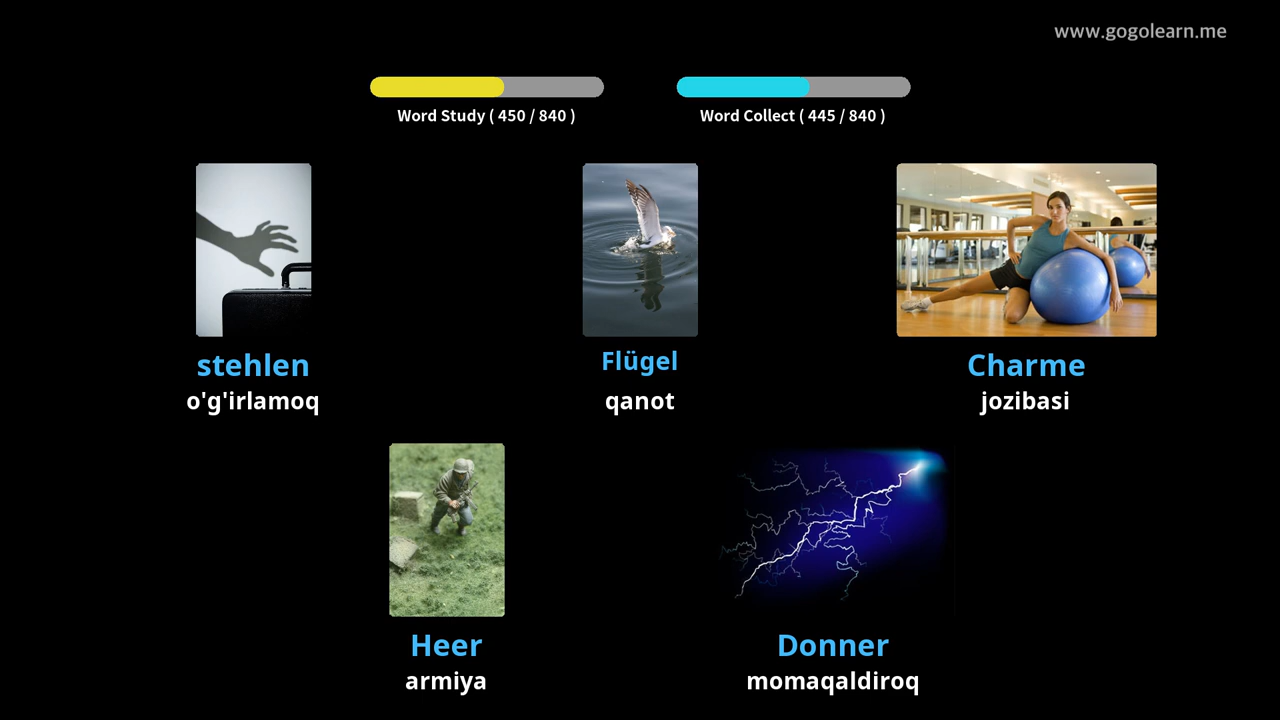 www.gogolearn.me
Word Study ( 450 / 840 )
Word Collect ( 445 / 840 )
stehlen
o'g'irlamoq
Flügel
qanot
Charme
jozibasi
Heer
armiya
Donner
momaqaldiroq